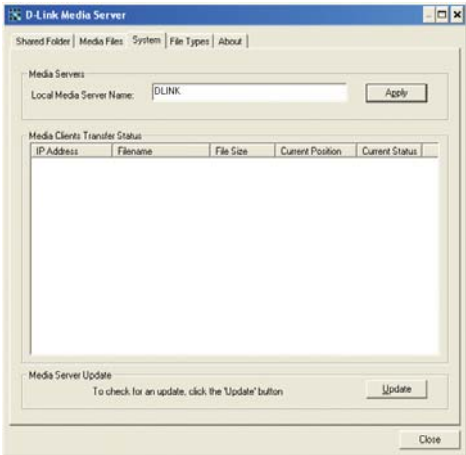 D-Link Media Server
Shared Folder Media Files System File Types About
Media Servers
Local Media Server Name: DLINK Apply
Media Clients Transfer Status
IP Address Filename File Size Current Position Current Status
Media Server Update
To check for an update, click the 'Update' button Update
Close